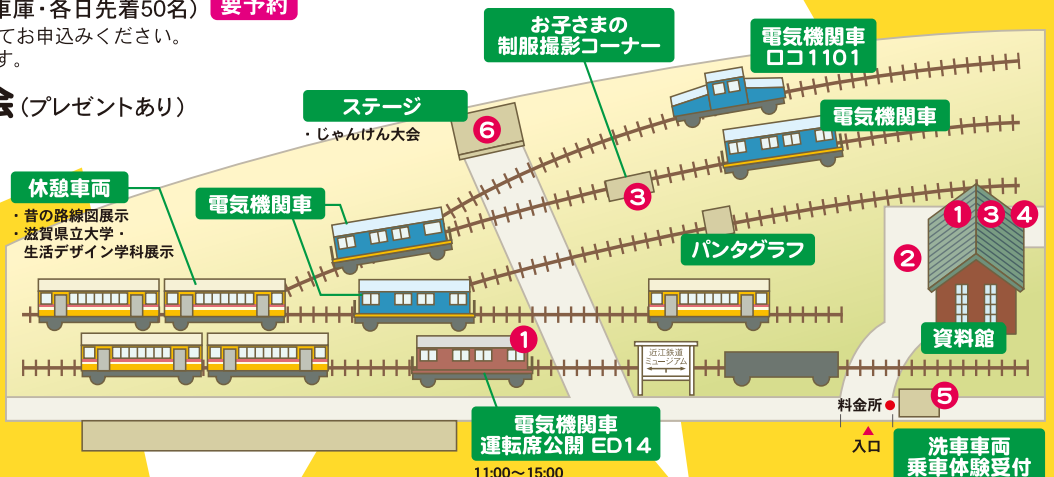 車庫・各日先着50名） 要予約
てお申込みください。
す。
会（プレゼントあり）
お子さまの
制服撮影コーナー
電気機関車
ロコ1101
ステージ
・じゃんけん大会
6
電気機関車
休憩車両
・昔の路線図展示
・滋賀県立大学・
生活デザイン学科展示
電気機関車
3
パンタグラフ
1 3 4
2
資料館
1
近江鉄道
ミュージアム
電気機関車
運転席公開 ED14
11:00～15:00
料金所
入口
5
洗車車両
乗車体験受付